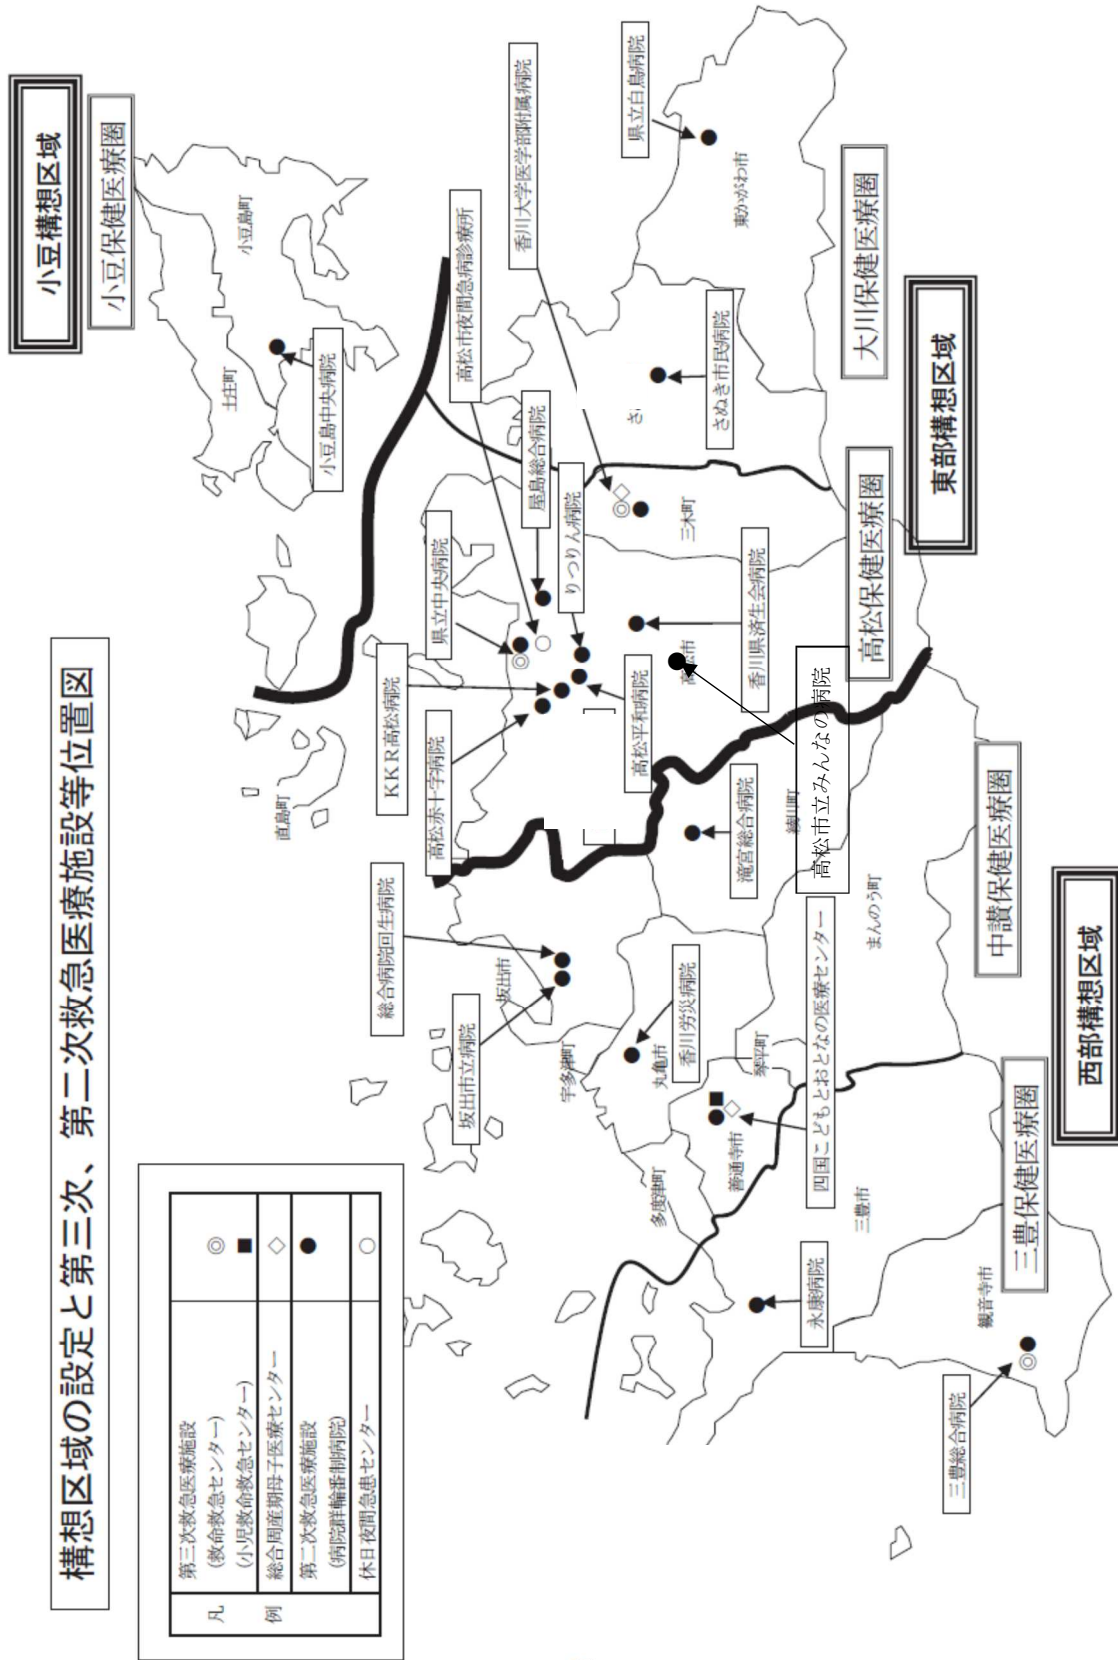 構想区域の設定と第三次、第二次救急医療施設等位置図
凡例
第三次救急医療施設
(救命救急センター) ◎
(小児救命救急センター) ■
総合周産期母子医療センター ◇
第二次救急医療施設
(病院群輪番制病院) ●
休日夜間急患センター ○
小豆構想区域
小豆保健医療圏
小豆島町
土庄町
小豆島中央病院
直島町
高松市夜間急病診療所
香川大学医学部附属病院
県立白鳥病院
東かがわ市
屋島総合病院
りつりん病院
県立中央病院
KKR高松病院
高松赤十字病院
さ
さぬき市民病院
三木町
大川保健医療圏
東部構想区域
高松保健医療圏
香川県済生会病院
高松市
高松平和病院
高松市立みんなの病院
滝宮総合病院
綾川町
総合病院回生病院
坂出市立病院
坂出市
宇多津町
丸亀市
香川労災病院
琴平町
まんのう町
四国こどもとおとなの医療センター
善通寺市
多度津町
中讃保健医療圏
西部構想区域
三豊保健医療圏
三豊市
永康病院
観音寺市
三豊総合病院